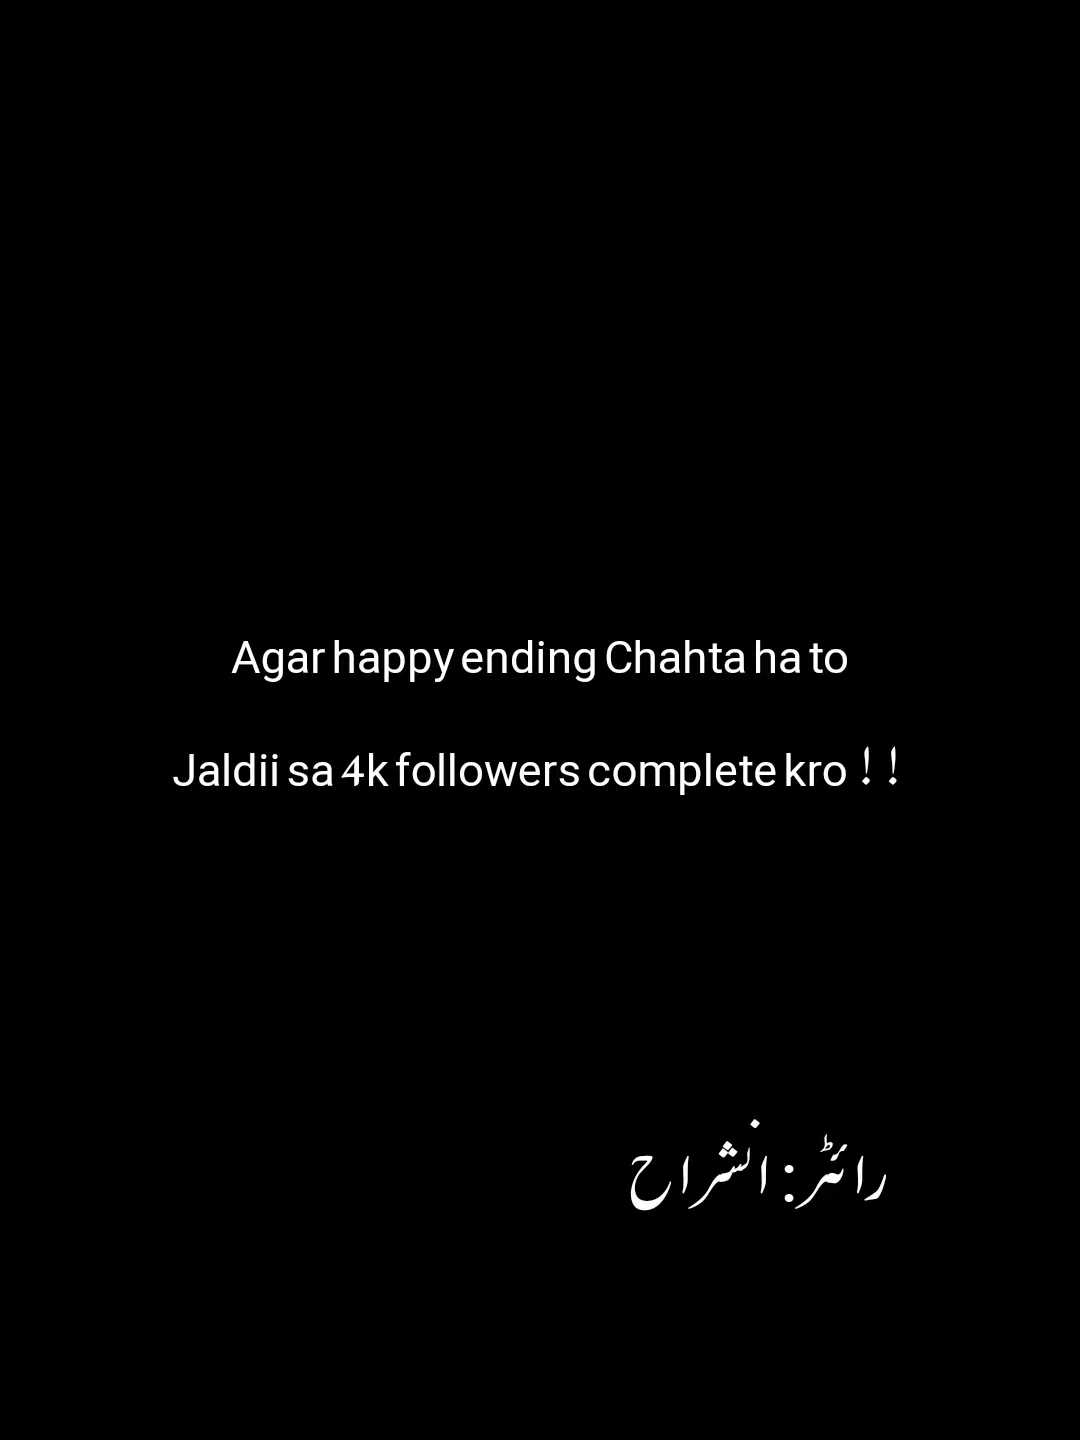 Agar happy ending Chahta ha to
Jaldii sa 4k followers complete kro !!
رائٹر: انشراح